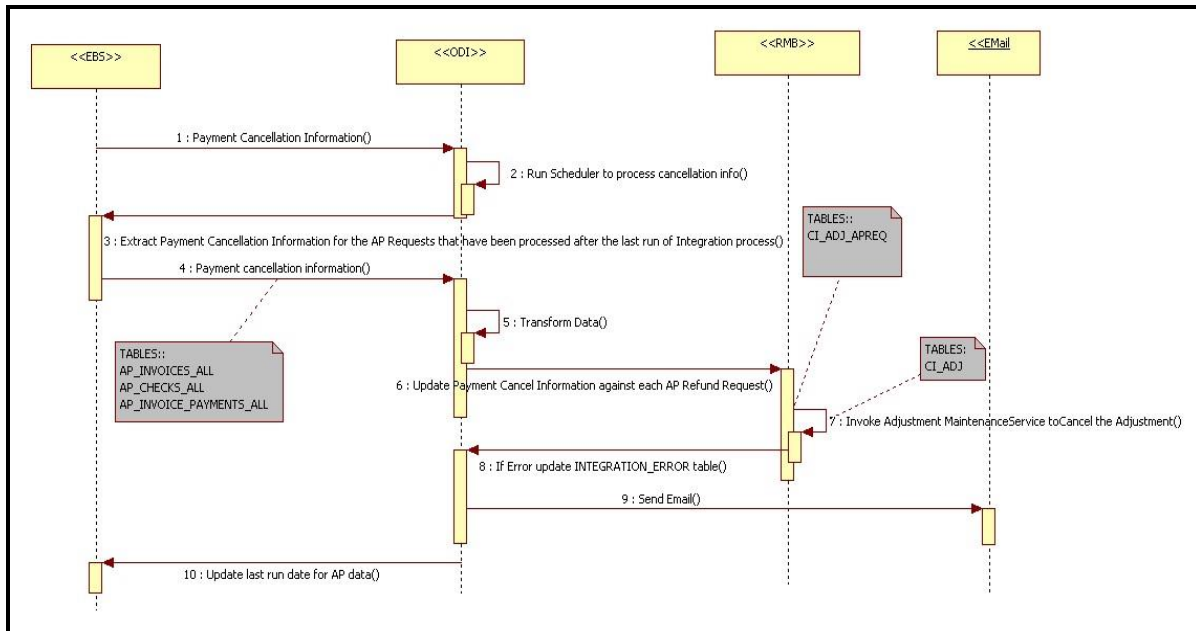 <<EBS>>
<<ODI>>
<<RMB>>
<<EMail>>
1 : Payment Cancellation Information()
2 : Run Scheduler to process cancellation info()
TABLES::
CI_ADJ_APREQ
3 : Extract Payment Cancellation Information for the AP Requests that have been processed after the last run of Integration process()
4 : Payment cancellation information()
5 : Transform Data()
TABLES::
AP_INVOICES_ALL
AP_CHECKS_ALL
AP_INVOICE_PAYMENTS_ALL
TABLES:
CI_ADJ
6 : Update Payment Cancel Information against each AP Refund Request()
7 : Invoke Adjustment MaintenanceService toCancel the Adjustment()
8 : If Error update INTEGRATION_ERROR table()
9 : Send Email()
10 : Update last run date for AP data()